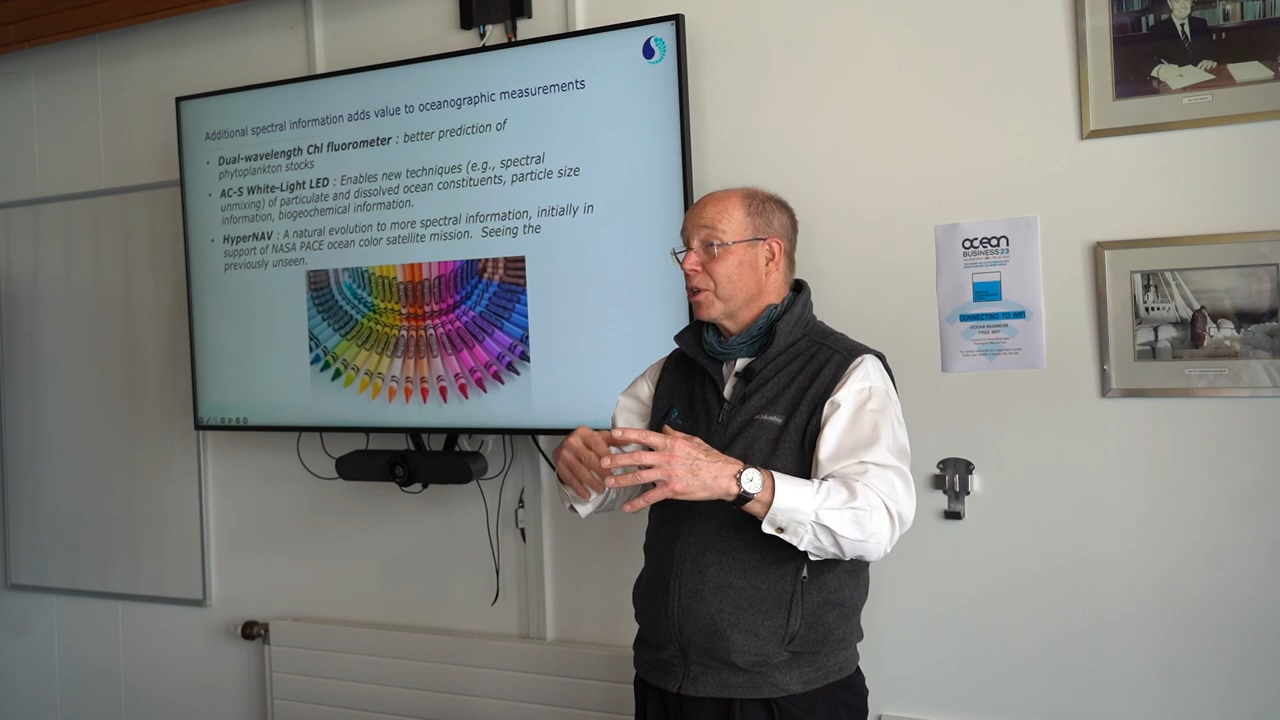 Additional spectral information adds value to oceanographic measurements
• Dual-wavelength Chl fluorometer : better prediction of
phytoplankton stocks
• AC-S White-Light LED : Enables new techniques (e.g., spectral
unmixing) of particulate and dissolved ocean constituents, particle size
information, biogeochemical information.
• HyperNAV : A natural evolution to more spectral information, initially in
support of NASA PACE ocean color satellite mission. Seeing the
previously unseen.
Columbia
ocean
BUSINESS 23
CONNECTING TO WIFI
OCEAN BUSINESS
FREE WIFI